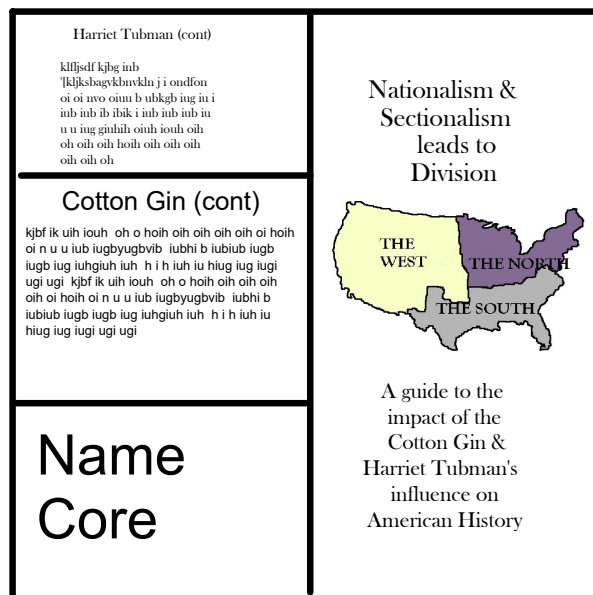 Harriet Tubman (cont)
klfljsdf kjbg inb
'[kljksbagvkbnvkln j i ondfon
oi oi nvo oiuu b ubkgb iug iu i
iub iub ib ibik i iub iub iub iu
u u iug giuhih oiuh iouh oih
oh oih oih hoih oih oih oih
oih oih oh
Cotton Gin (cont)
kjbf ik uih iouh oh o hoih oih oih oih oih oi hoih
oi n u u iub iugbyugbvib iubhi b iubiub iugb
iugb iug iuhgiuh iuh h i h iuh iu hiug iug iugi
ugi ugi kjbf ik uih iouh oh o hoih oih oih oih
oih oi hoih oi n u u iub iugbyugbvib iubhi b
iubiub iugb iugb iug iuhgiuh iuh h i h iuh iu
hiug iug iugi ugi ugi
Name
Core
Nationalism &
Sectionalism
leads to
Division
THE
WEST
THE NORTH
THE SOUTH
A guide to the
impact of the
Cotton Gin &
Harriet Tubman's
influence on
American History